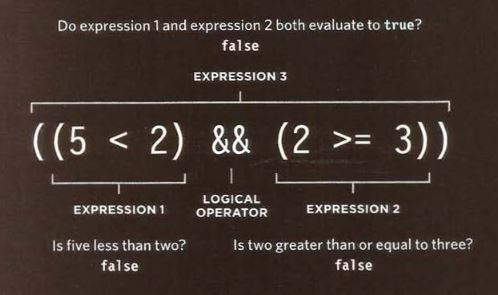 Do expression 1 and expression 2 both evaluate to true?
false
EXPRESSION 3
((5 < 2) && (2 >= 3))
EXPRESSION 1
LOGICAL
OPERATOR
EXPRESSION 2
Is five less than two?
false
Is two greater than or equal to three?
false